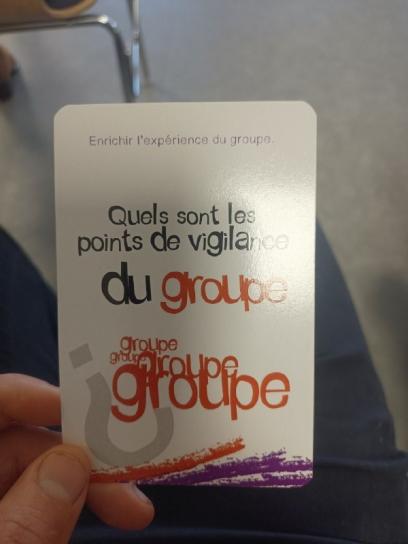 Enrichir l'expérience du groupe.
Quels sont les
points de vigilance
du groupe
groupe
groupe groupe
groupe
?